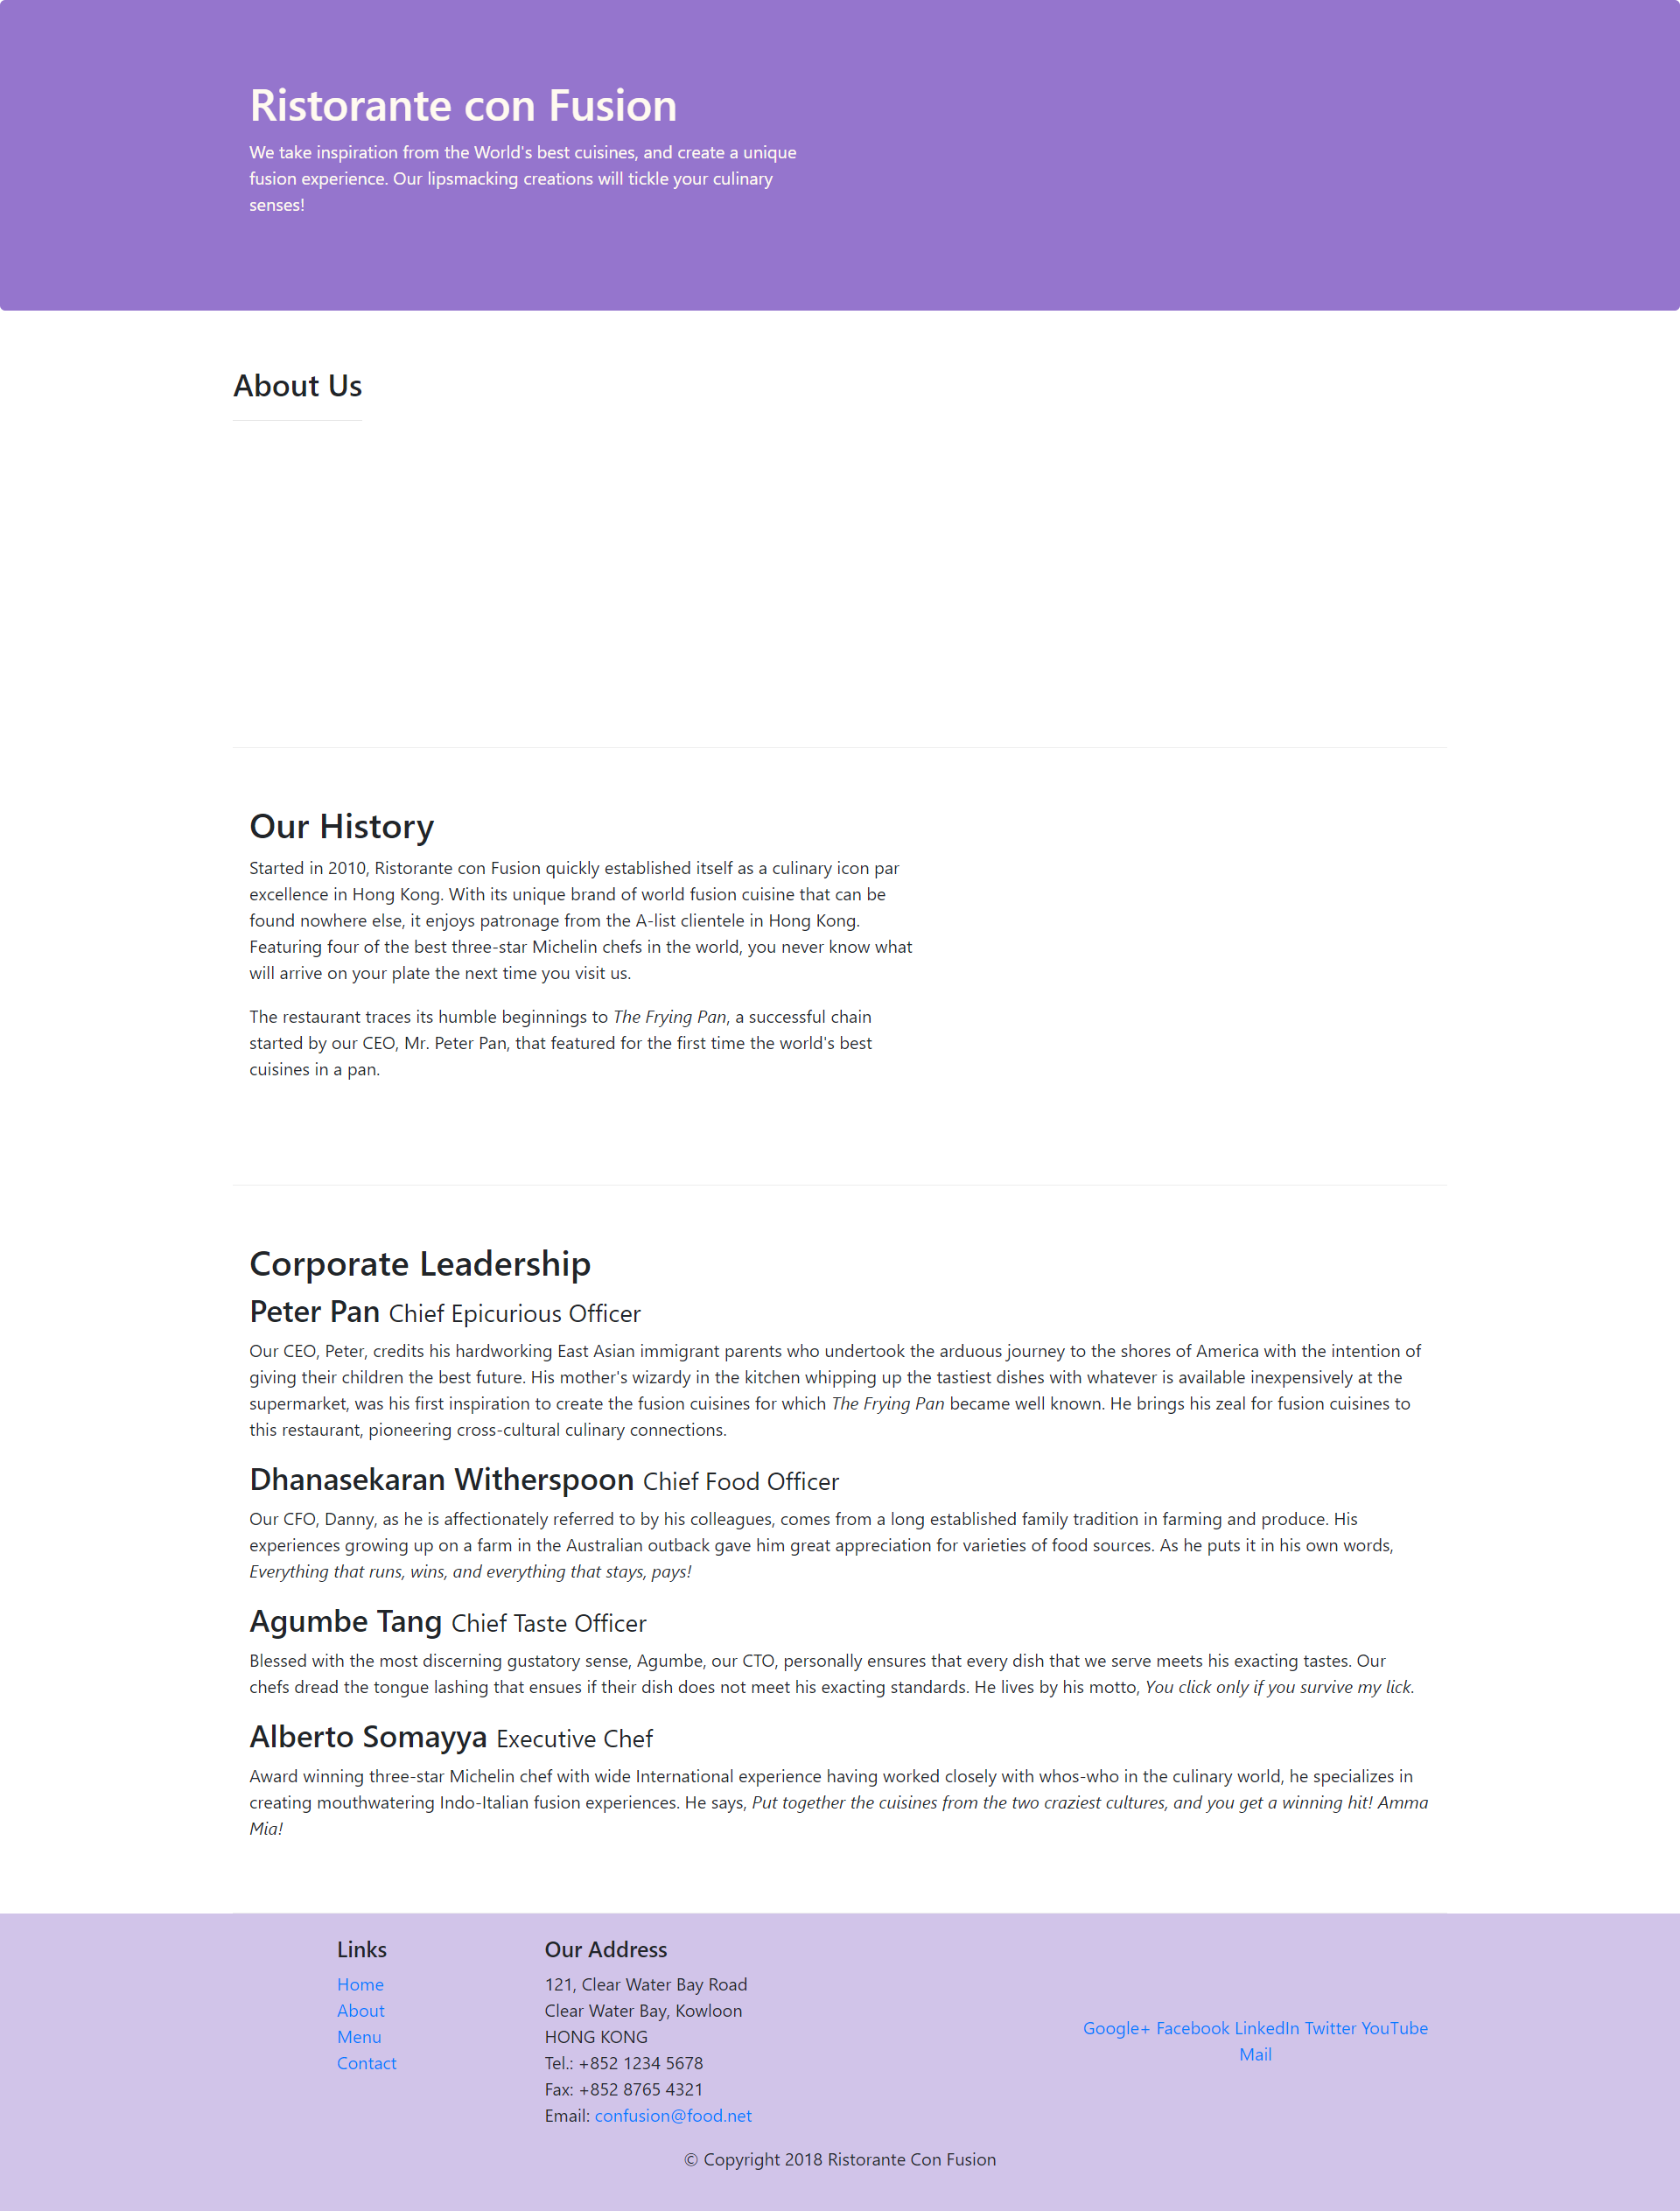 Ristorante con Fusion
We take inspiration from the World's best cuisines, and create a unique
fusion experience. Our lipsmacking creations will tickle your culinary
senses!
About Us
Our History
Started in 2010, Ristorante con Fusion quickly established itself as a culinary icon par
excellence in Hong Kong. With its unique brand of world fusion cuisine that can be
found nowhere else, it enjoys patronage from the A-list clientele in Hong Kong.
Featuring four of the best three-star Michelin chefs in the world, you never know what
will arrive on your plate the next time you visit us.
The restaurant traces its humble beginnings to The Frying Pan, a successful chain
started by our CEO, Mr. Peter Pan, that featured for the first time the world's best
cuisines in a pan.
Corporate Leadership
Peter Pan Chief Epicurious Officer
Our CEO, Peter, credits his hardworking East Asian immigrant parents who undertook the arduous journey to the shores of America with the intention of
giving their children the best future. His mother's wizardy in the kitchen whipping up the tastiest dishes with whatever is available inexpensively at the
supermarket, was his first inspiration to create the fusion cuisines for which The Frying Pan became well known. He brings his zeal for fusion cuisines to
this restaurant, pioneering cross-cultural culinary connections.
Dhanasekaran Witherspoon Chief Food Officer
Our CFO, Danny, as he is affectionately referred to by his colleagues, comes from a long established family tradition in farming and produce. His
experiences growing up on a farm in the Australian outback gave him great appreciation for varieties of food sources. As he puts it in his own words,
Everything that runs, wins, and everything that stays, pays!
Agumbe Tang Chief Taste Officer
Blessed with the most discerning gustatory sense, Agumbe, our CTO, personally ensures that every dish that we serve meets his exacting tastes. Our
chefs dread the tongue lashing that ensues if their dish does not meet his exacting standards. He lives by his motto, You click only if you survive my lick.
Alberto Somayya Executive Chef
Award winning three-star Michelin chef with wide International experience having worked closely with whos-who in the culinary world, he specializes in
creating mouthwatering Indo-Italian fusion experiences. He says, Put together the cuisines from the two craziest cultures, and you get a winning hit! Amma
Mia!
Links
Home
About
Menu
Contact
Our Address
121, Clear Water Bay Road
Clear Water Bay, Kowloon
HONG KONG
Tel.: +852 1234 5678
Fax: +852 8765 4321
Email: confusion@food.net
Google+ Facebook LinkedIn Twitter YouTube
Mail
© Copyright 2018 Ristorante Con Fusion